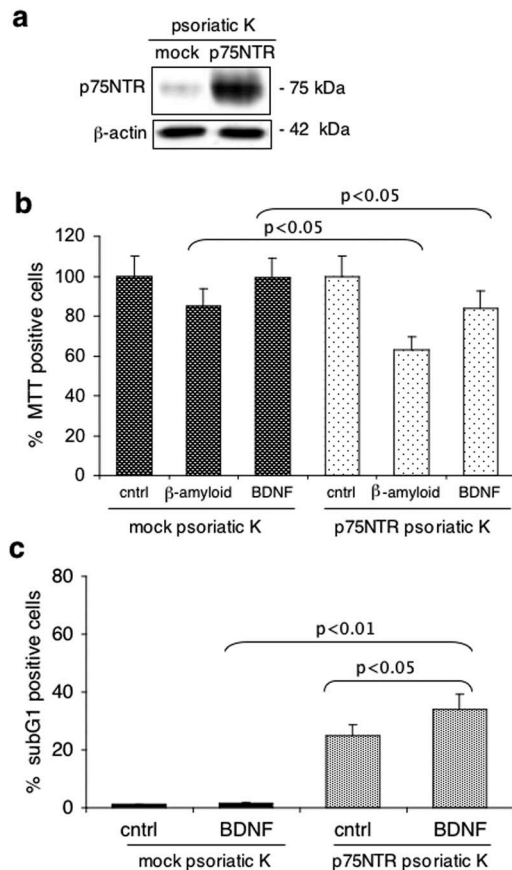 a
psoriatic K
mock p75NTR
p75NTR
- 75 kDa
β-actin
- 42 kDa
b
p<0.05
p<0.05
120
100
80
60
40
20
0
% MTT positive cells
cntrl β-amyloid BDNF cntrl β-amyloid BDNF
mock psoriatic K p75NTR psoriatic K
c
80
60
40
20
0
% subG1 positive cells
p<0.01
p<0.05
cntrl BDNF cntrl BDNF
mock psoriatic K p75NTR psoriatic K